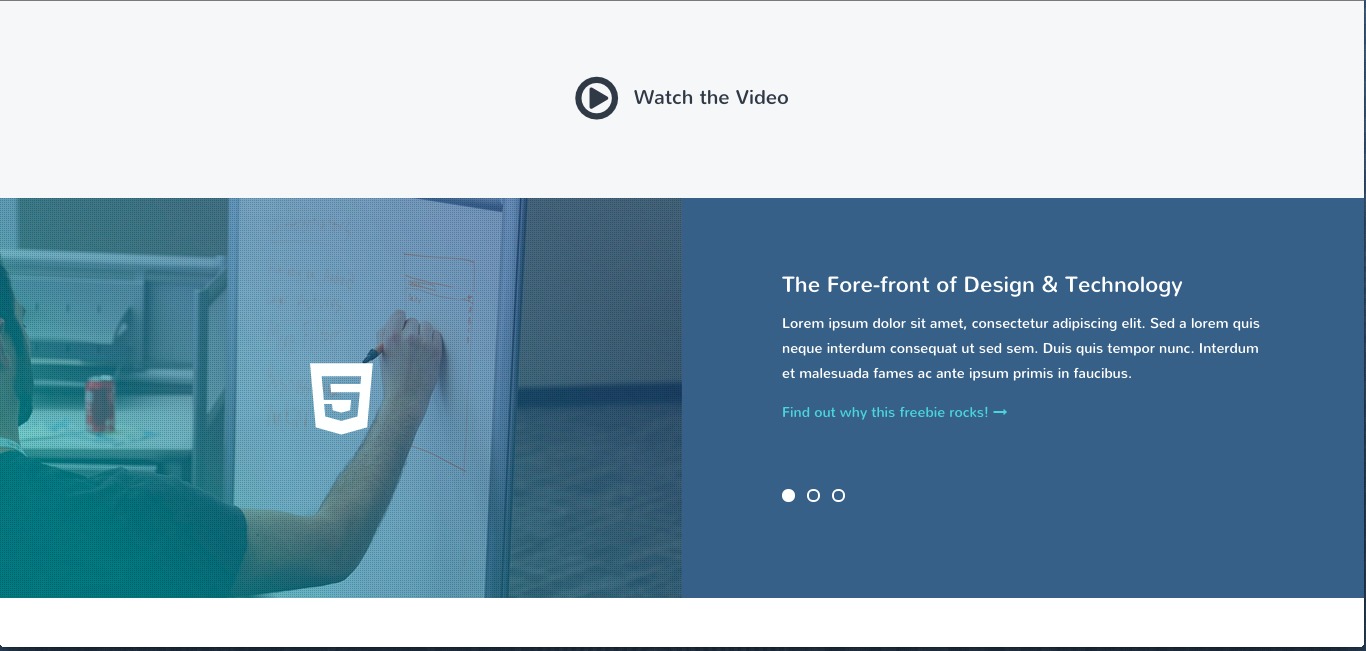 Watch the Video
The Fore-front of Design & Technology
Lorem ipsum dolor sit amet, consectetur adipiscing elit. Sed a lorem quis
neque interdum consequat ut sed sem. Duis quis tempor nunc. Interdum
et malesuada fames ac ante ipsum primis in faucibus.
Find out why this freebie rocks! →